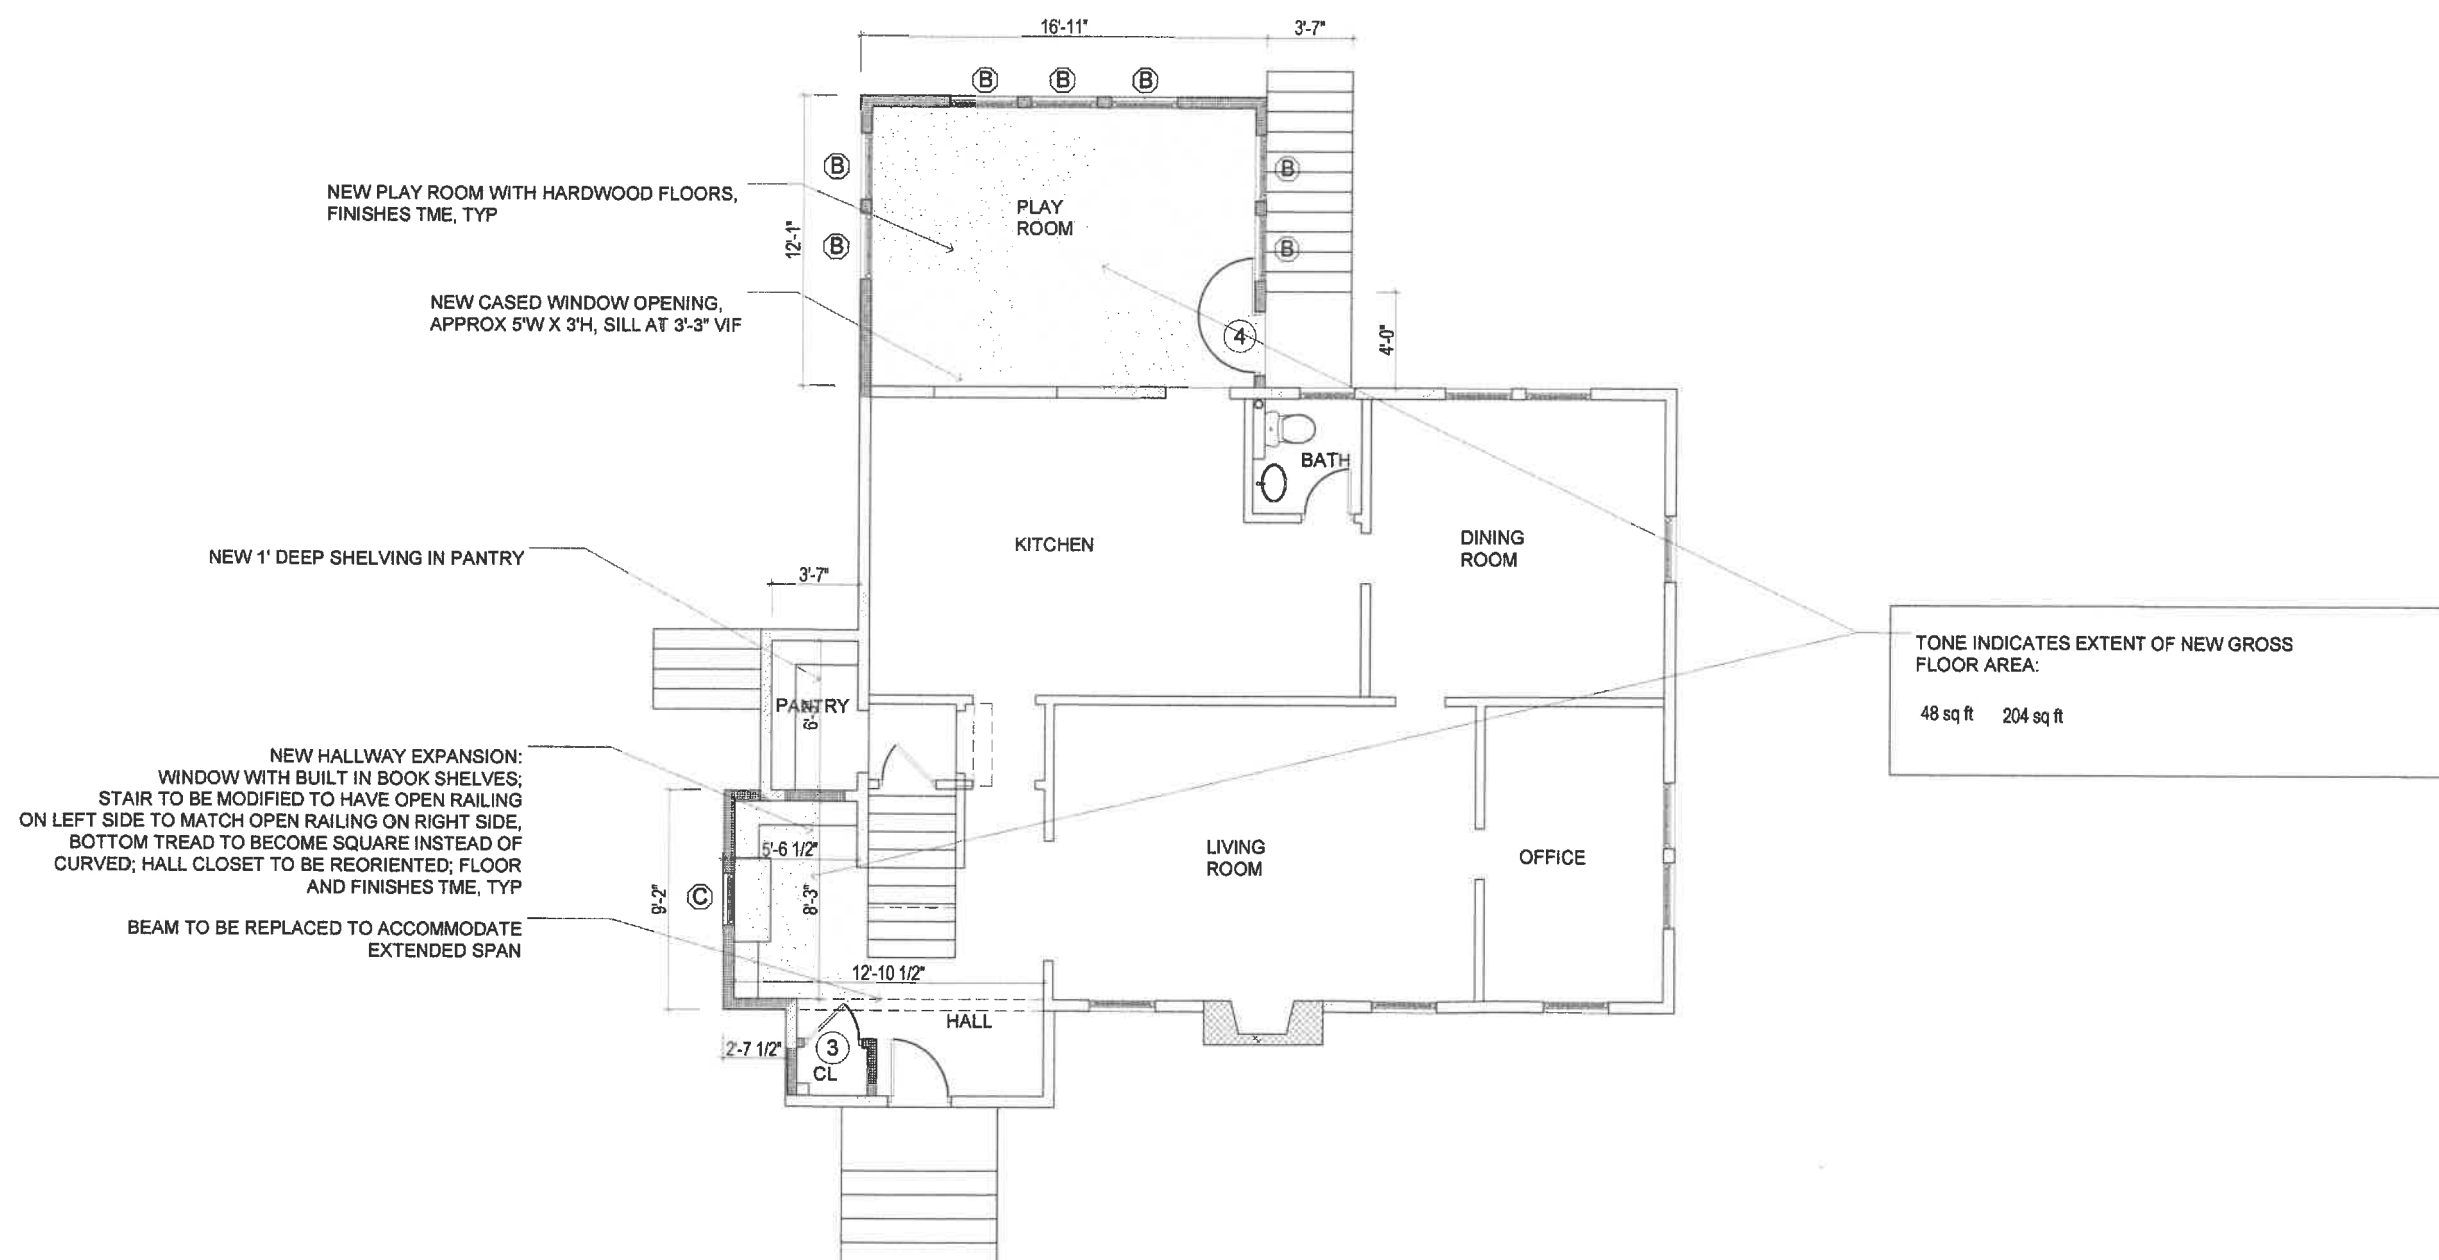 16'-11"
3'-7"
B
B
B
B
B
B
B
12'-1"
4'-0"
NEW PLAY ROOM WITH HARDWOOD FLOORS,
FINISHES TME, TYP
PLAY
ROOM
NEW CASED WINDOW OPENING,
APPROX 5'W X 3'H, SILL AT 3'-3" VIF
4
BATH
KITCHEN
DINING
ROOM
NEW 1' DEEP SHELVING IN PANTRY
3'-7"
TONE INDICATES EXTENT OF NEW GROSS
FLOOR AREA:
48 sq ft 204 sq ft
PANTRY
NEW HALLWAY EXPANSION:
WINDOW WITH BUILT IN BOOK SHELVES;
STAIR TO BE MODIFIED TO HAVE OPEN RAILING
ON LEFT SIDE TO MATCH OPEN RAILING ON RIGHT SIDE,
BOTTOM TREAD TO BECOME SQUARE INSTEAD OF
CURVED; HALL CLOSET TO BE REORIENTED; FLOOR
AND FINISHES TME, TYP
5'-6 1/2"
LIVING
ROOM
OFFICE
C
9'-2"
8'-3"
BEAM TO BE REPLACED TO ACCOMMODATE
EXTENDED SPAN
12'-10 1/2"
HALL
2'-7 1/2"
3
CL